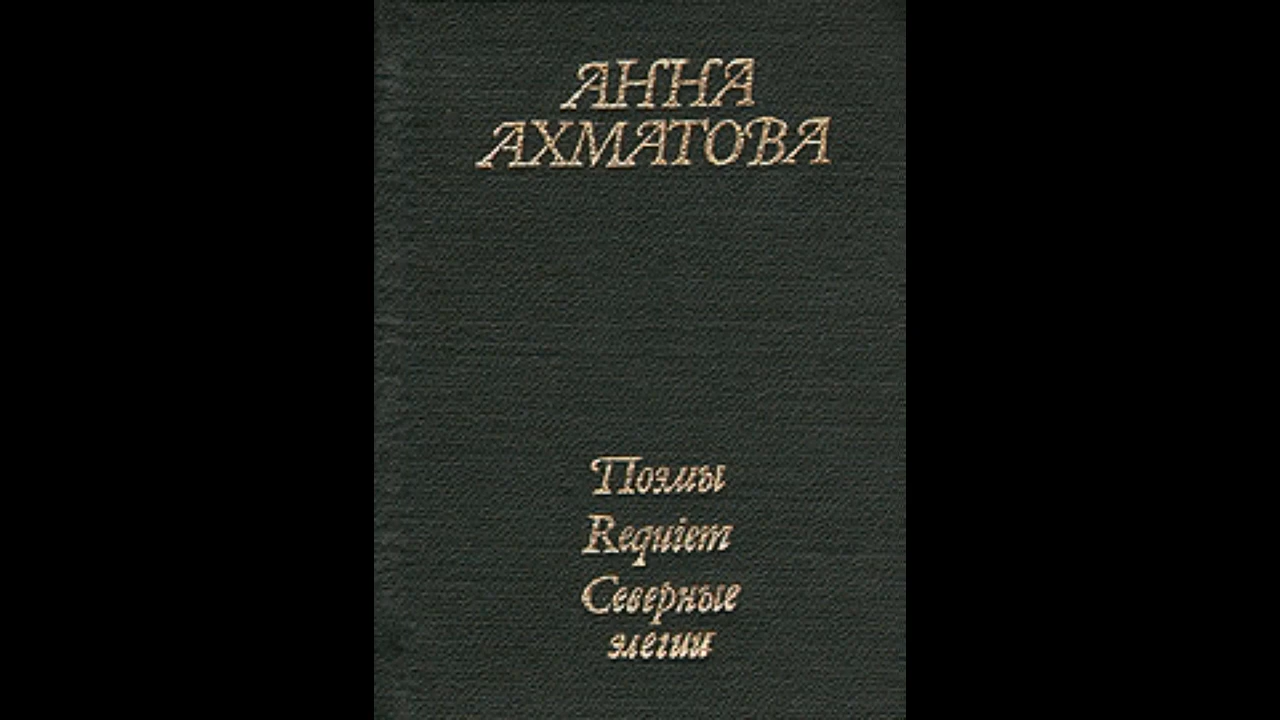 АННА
АХМАТОВА
Поэмы
Requiem
Северные
элегии